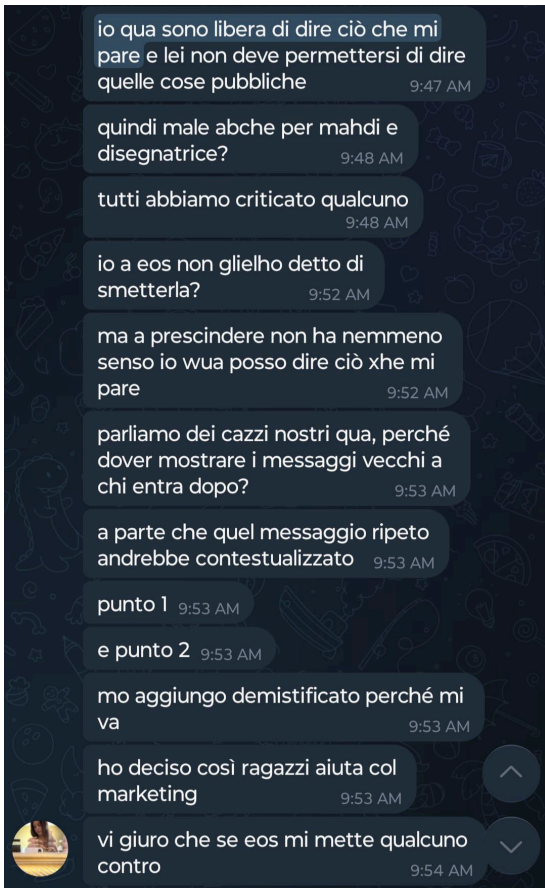 io qua sono libera di dire ciò che mi
pare e lei non deve permettersi di dire
quelle cose pubbliche
9:47 AM
quindi male abche per mahdi e
disegnatrice?
9:48 AM
tutti abbiamo criticato qualcuno
9:48 AM
io a eos non glielho detto di
smetterla?
9:52 AM
ma a prescindere non ha nemmeno
senso io wua posso dire ciò xhe mi
pare
9:52 AM
parliamo dei cazzi nostri qua, perché
dover mostrare i messaggi vecchi a
chi entra dopo?
9:53 AM
a parte che quel messaggio ripeto
andrebbe contestualizzato
9:53 AM
punto 1
9:53 AM
e punto 2
9:53 AM
mo aggiungo demistificato perché mi
va
9:53 AM
ho deciso così ragazzi aiuta col
marketing
9:53 AM
vi giuro che se eos mi mette qualcuno
contro
9:54 AM